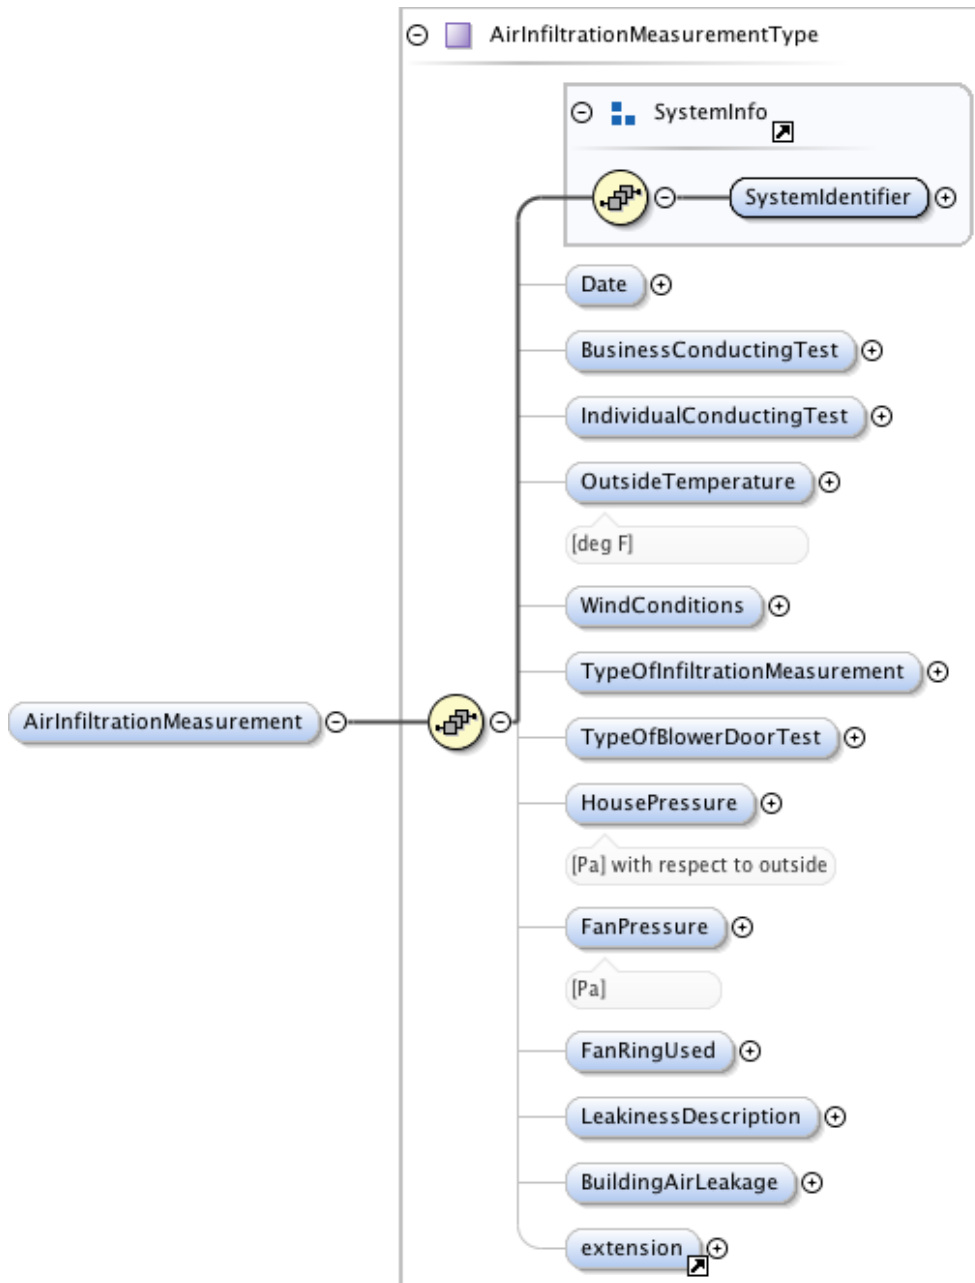 AirInfiltrationMeasurementType
SystemInfo
SystemIdentifier
Date
BusinessConductingTest
IndividualConductingTest
OutsideTemperature
[deg F]
WindConditions
TypeOfInfiltrationMeasurement
AirInfiltrationMeasurement
TypeOfBlowerDoorTest
HousePressure
[Pa] with respect to outside
FanPressure
[Pa]
FanRingUsed
LeakinessDescription
BuildingAirLeakage
extension